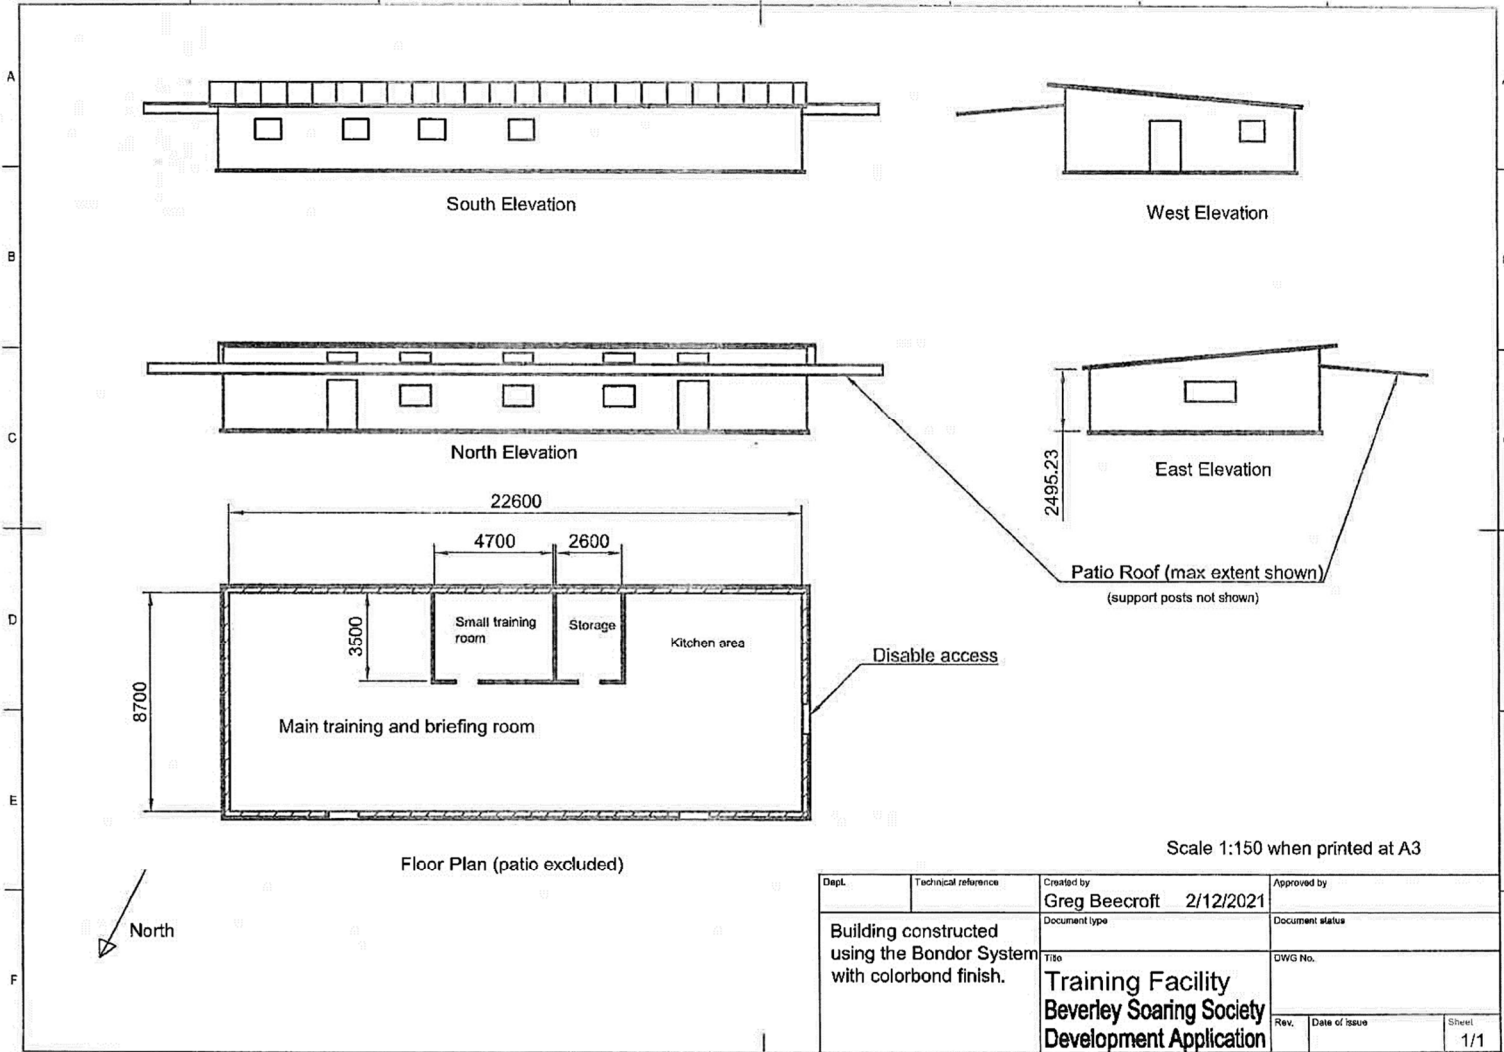 A
B
C
D
E
F
South Elevation
West Elevation
North Elevation
East Elevation
2495.23
22600
4700
2600
3500
8700
Small training
room
Storage
Kitchen area
Main training and briefing room
Patio Roof (max extent shown)
(support posts not shown)
Disable access
Floor Plan (patio excluded)
North
Scale 1:150 when printed at A3
Dept.
Technical reference
Created by
Greg Beecroft 2/12/2021
Approved by
Building constructed
using the Bondor System
with colorbond finish.
Document type
Document status
Title
Training Facility
Beverley Soaring Society
Development Application
DWG No.
Rev.
Date of issue
Sheet
1/1